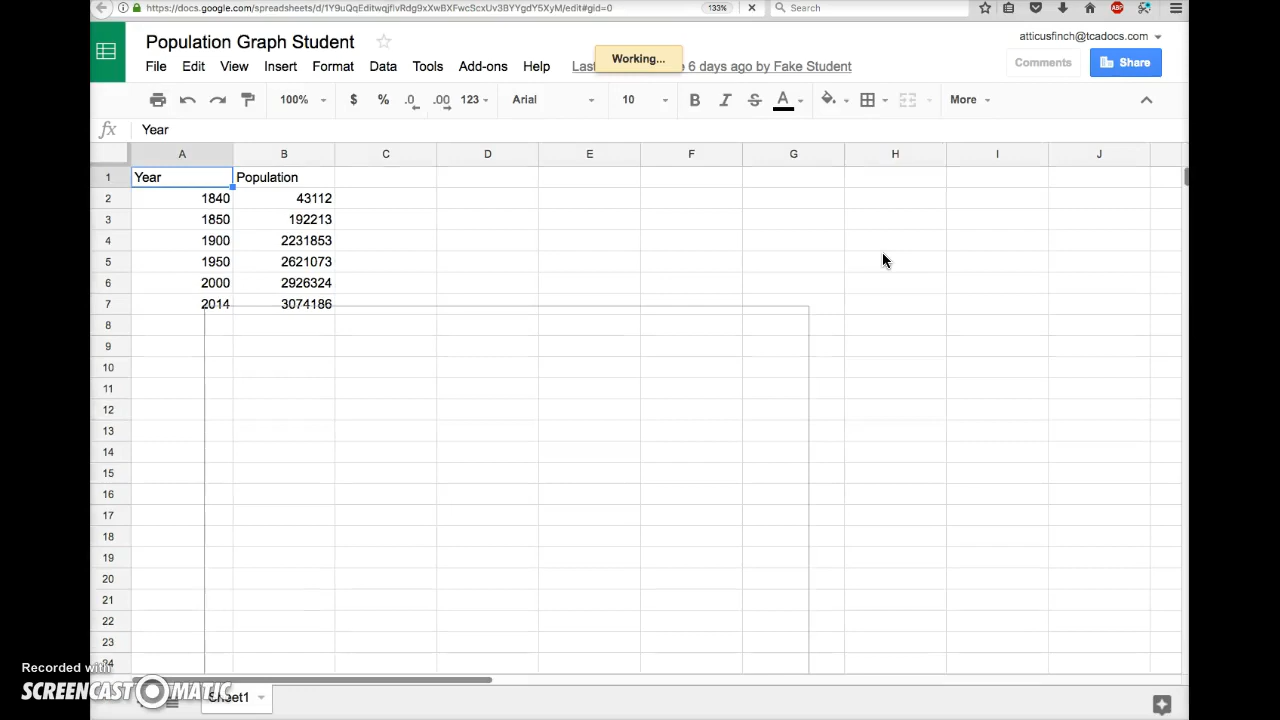 https://docs.google.com/spreadsheets/d/1Y9uQqEditwqjfivRdg9xXwBXFwcScxUv3BYYgdY5XyM/edit#gid=0 133% Search
Population Graph Student atticusfinch@tcadocs.com
File Edit View Insert Format Data Tools Add-ons Help Last 6 days ago by Fake Student Working... Comments Share
100% $ % .0 .00 123 Arial 10 B I S A More
fx Year
A B C D E F G H I J
1 Year Population
2 1840 43112
3 1850 192213
4 1900 2231853
5 1950 2621073
6 2000 2926324
7 2014 3074186
8
9
10
11
12
13
14
15
16
17
18
19
20
21
22
23
24
Recorded with
SCREENCAST-O-MATIC
Sheet1